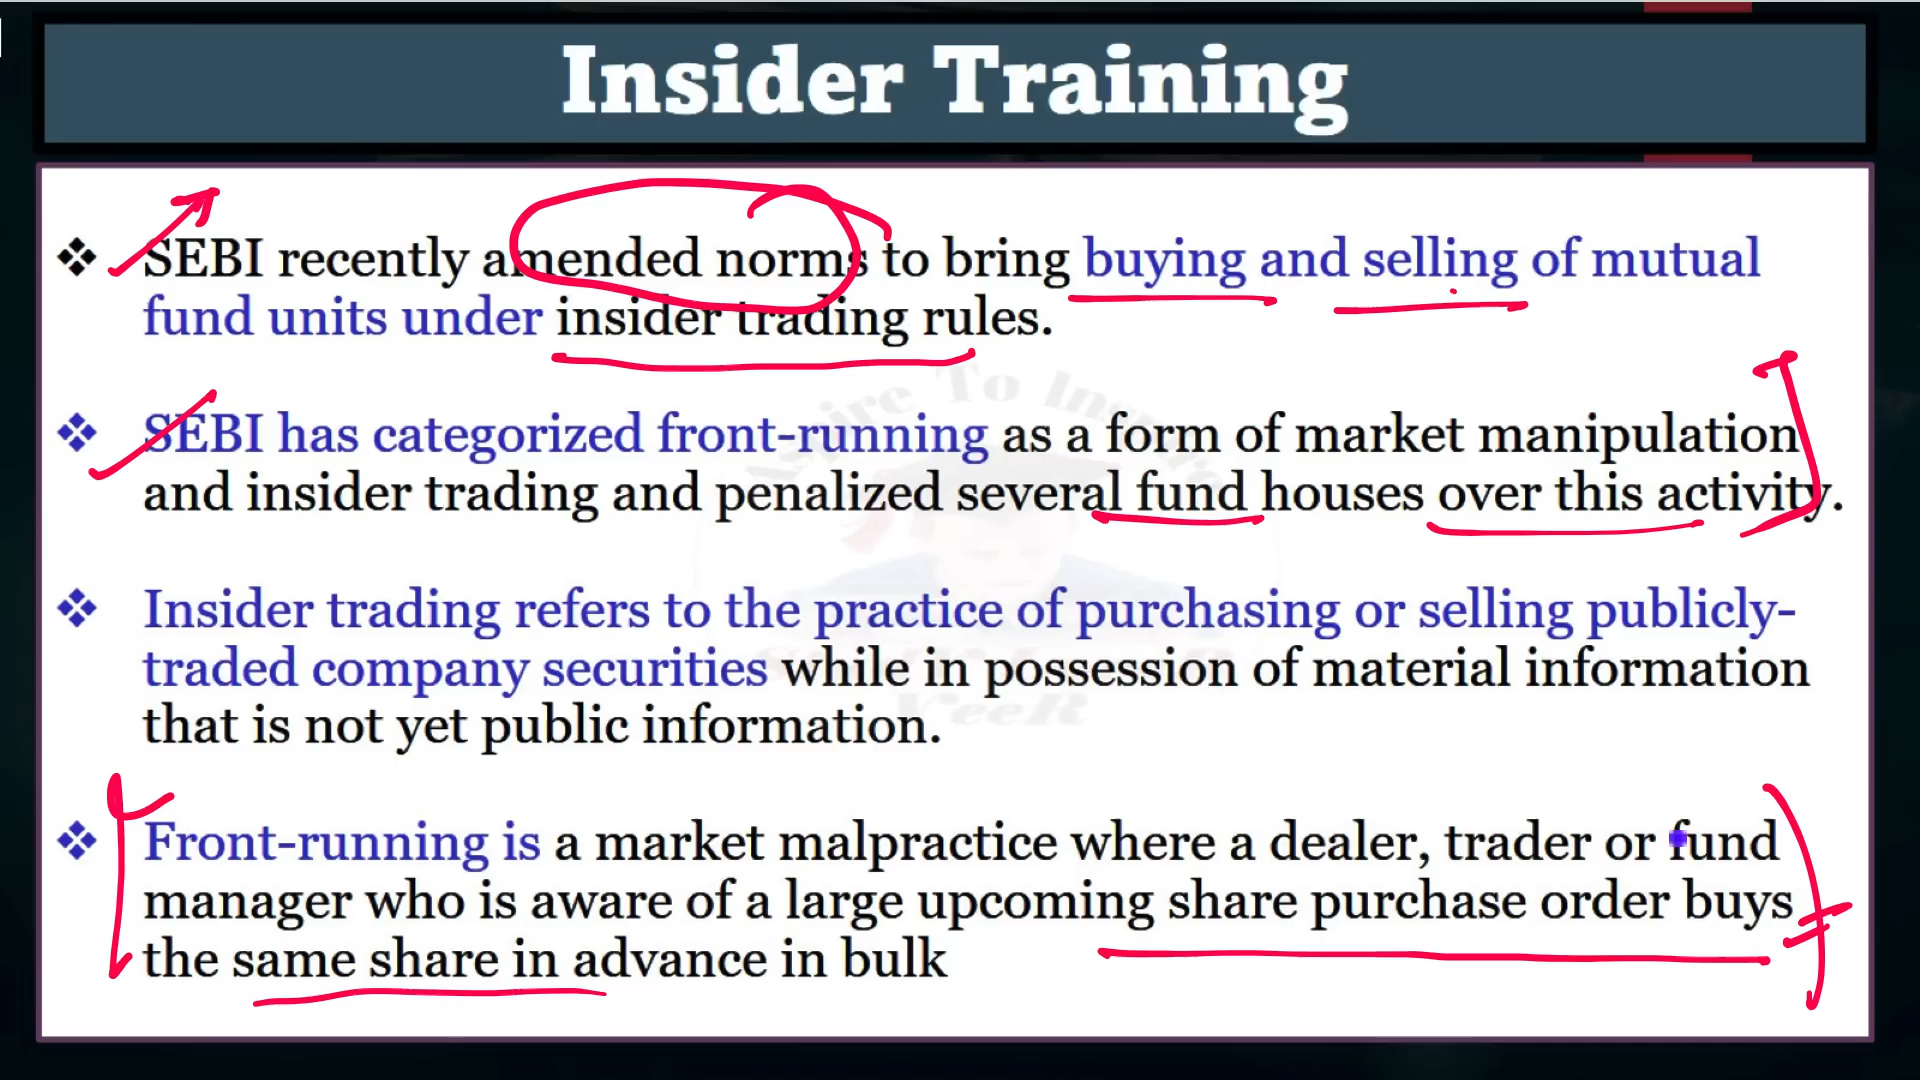 Insider Training
SEBI recently amended norms to bring buying and selling of mutual
fund units under insider trading rules.
SEBI has categorized front-running as a form of market manipulation
and insider trading and penalized several fund houses over this activity.
Insider trading refers to the practice of purchasing or selling publicly-
traded company securities while in possession of material information
that is not yet public information.
Front-running is a market malpractice where a dealer, trader or fund
manager who is aware of a large upcoming share purchase order buys
the same share in advance in bulk